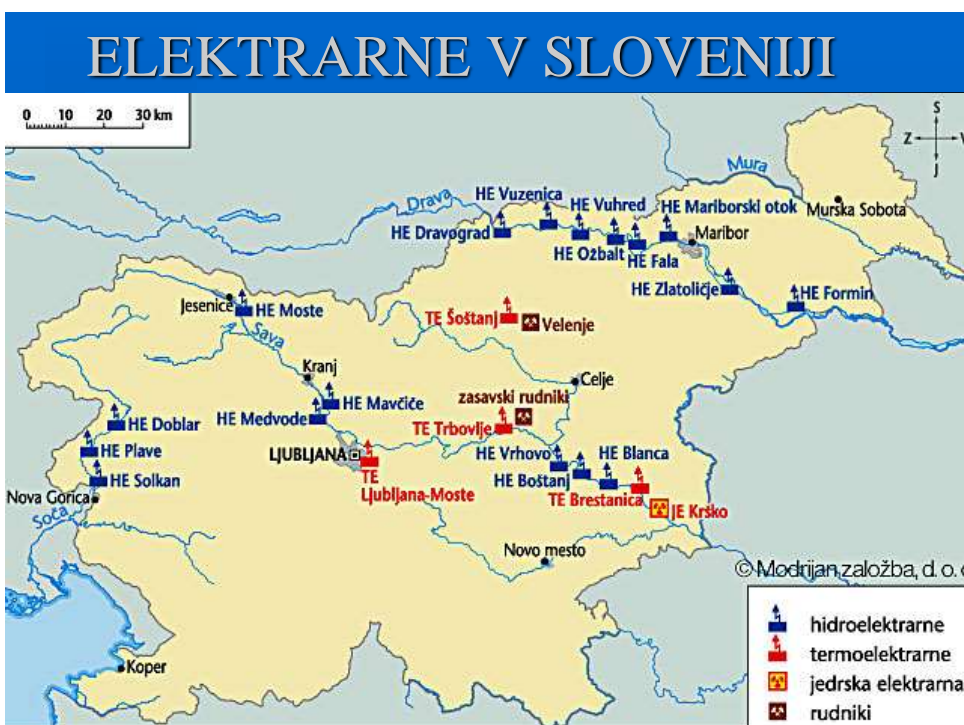 ELEKTRARNE V SLOVENIJI
0 10 20 30 km
S
Z
V
J
Mura
Drava
HE Vuzenica
HE Vuhred
HE Mariborski otok
Murska Sobota
HE Dravograd
HE Ožbalt
HE Fala
Maribor
HE Zlatoličje
HE Formin
Jesenice
HE Moste
TE Šoštanj
Velenje
Sava
Kranj
Celje
HE Mavčiče
HE Medvode
zasavski rudniki
TE Trbovlje
HE Doblar
HE Plave
HE Solkan
LJUBLJANA
TE
Ljubljana-Moste
HE Vrhovo
HE Blanca
HE Boštanj
TE Brestanica
JE Krško
Nova Gorica
Soča
Novo mesto
© Modrijan založba, d. o. o
Koper
hidroelektrarne
termoelektrarne
jedrska elektrarna
rudniki